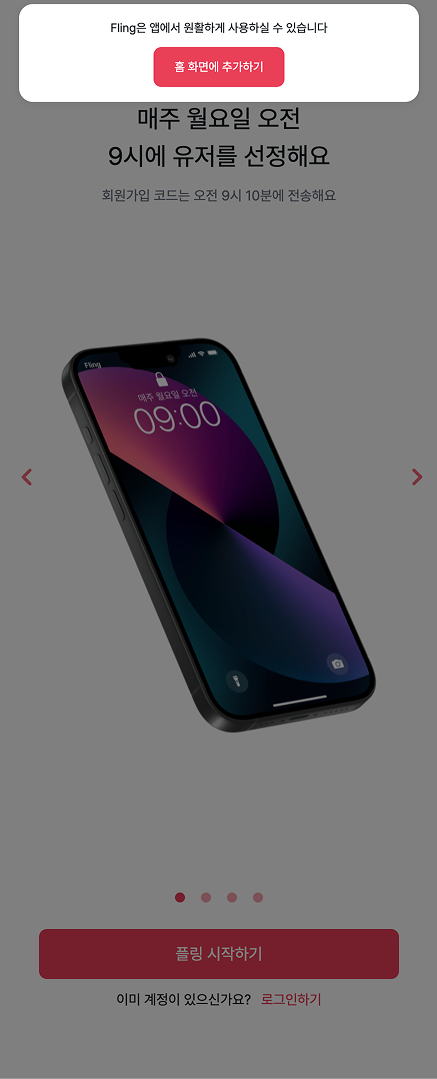 Fling은 앱에서 원활하게 사용하실 수 있습니다
홈 화면에 추가하기
매주 월요일 오전
9시에 유저를 선정해요
회원가입 코드는 오전 9시 10분에 전송해요
Fling
매주 월요일 오전
09:00
플링 시작하기
이미 계정이 있으신가요? 로그인하기